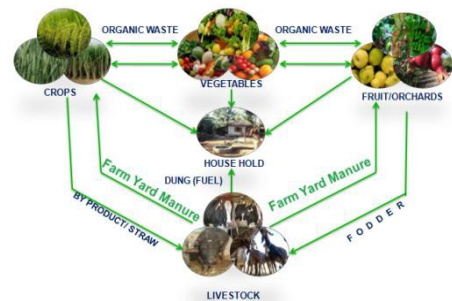 ORGANIC WASTE
ORGANIC WASTE
CROPS
VEGETABLES
FRUIT/ORCHARDS
HOUSE HOLD
DUNG (FUEL)
Farm Yard Manure
Farm Yard Manure
BY PRODUCT/ STRAW
FODDER
LIVESTOCK